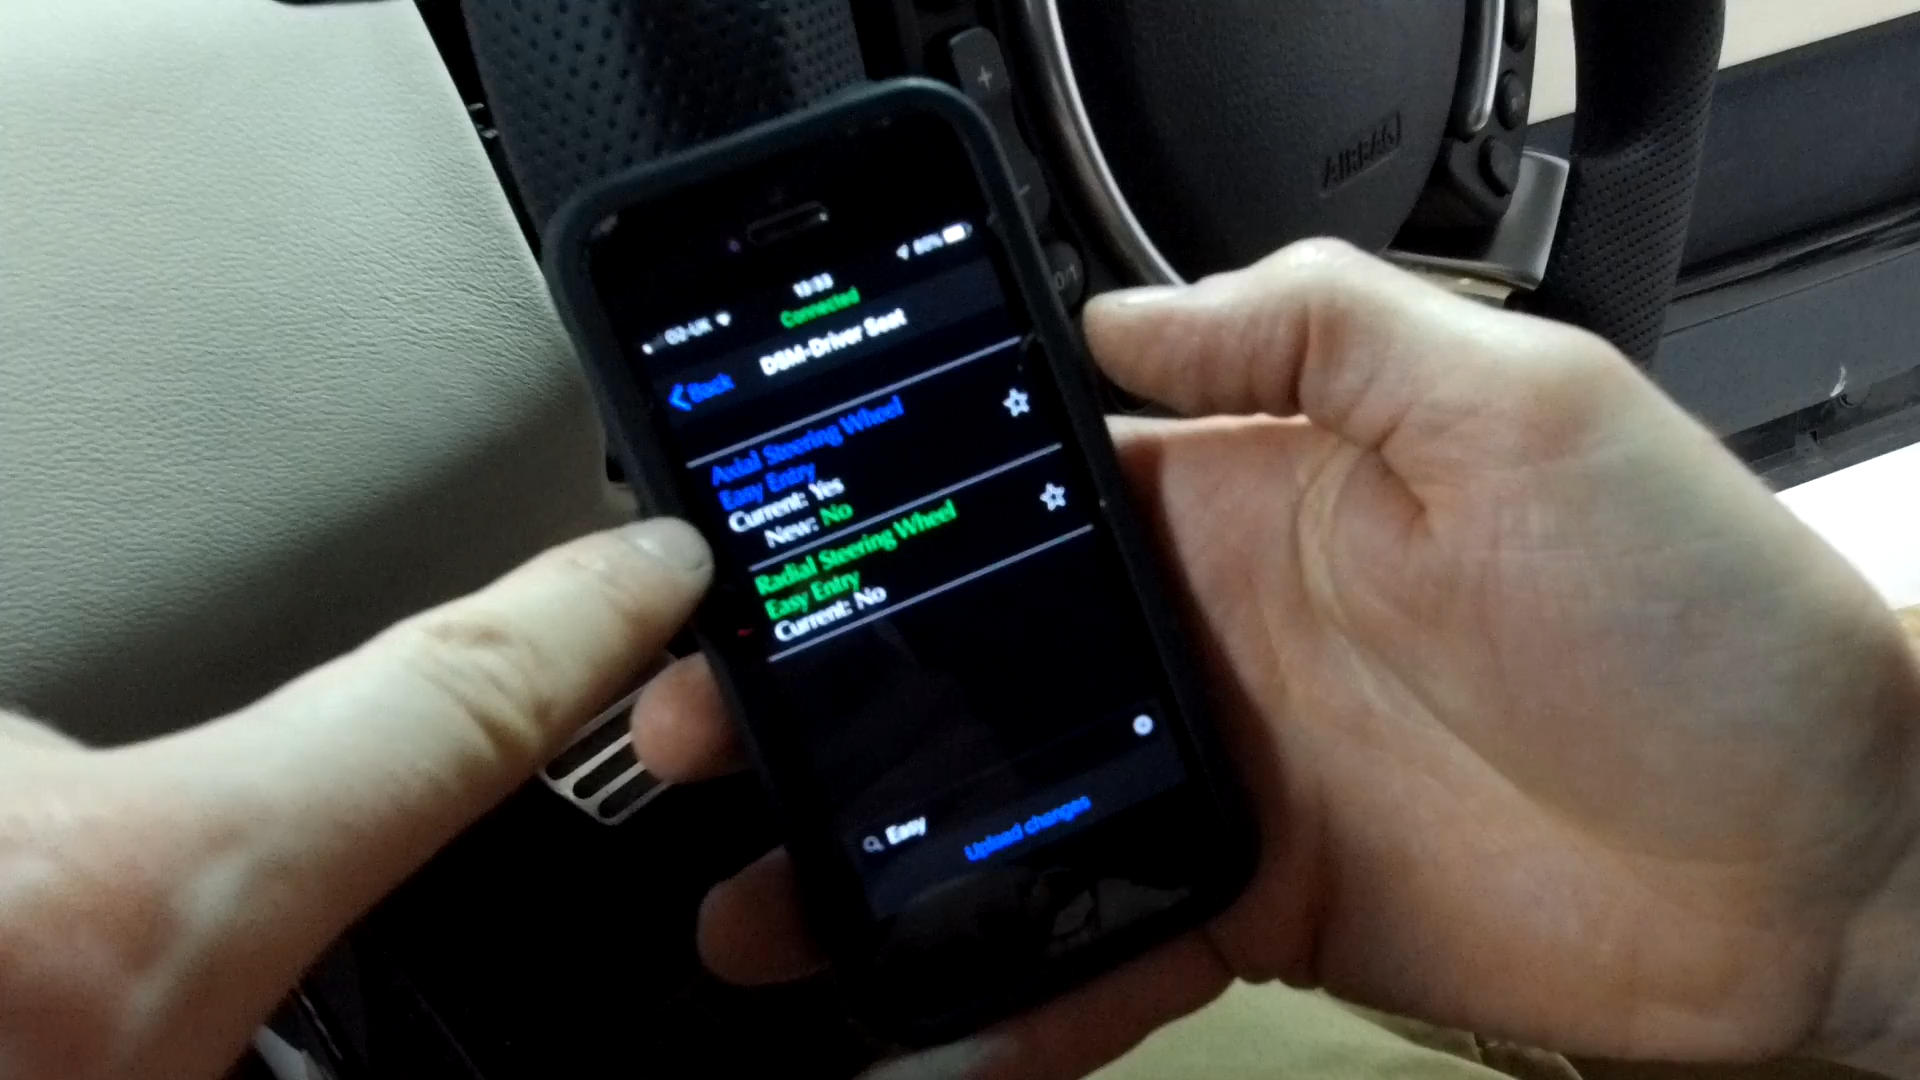 +
AIRBAG
-
80%
13:33
O2-UK
Connected
DSM-Driver Seat
Back
Axial Steering Wheel
Easy Entry
Current: Yes
New: No
Radial Steering Wheel
Easy Entry
Current: No
Easy
Upload changes